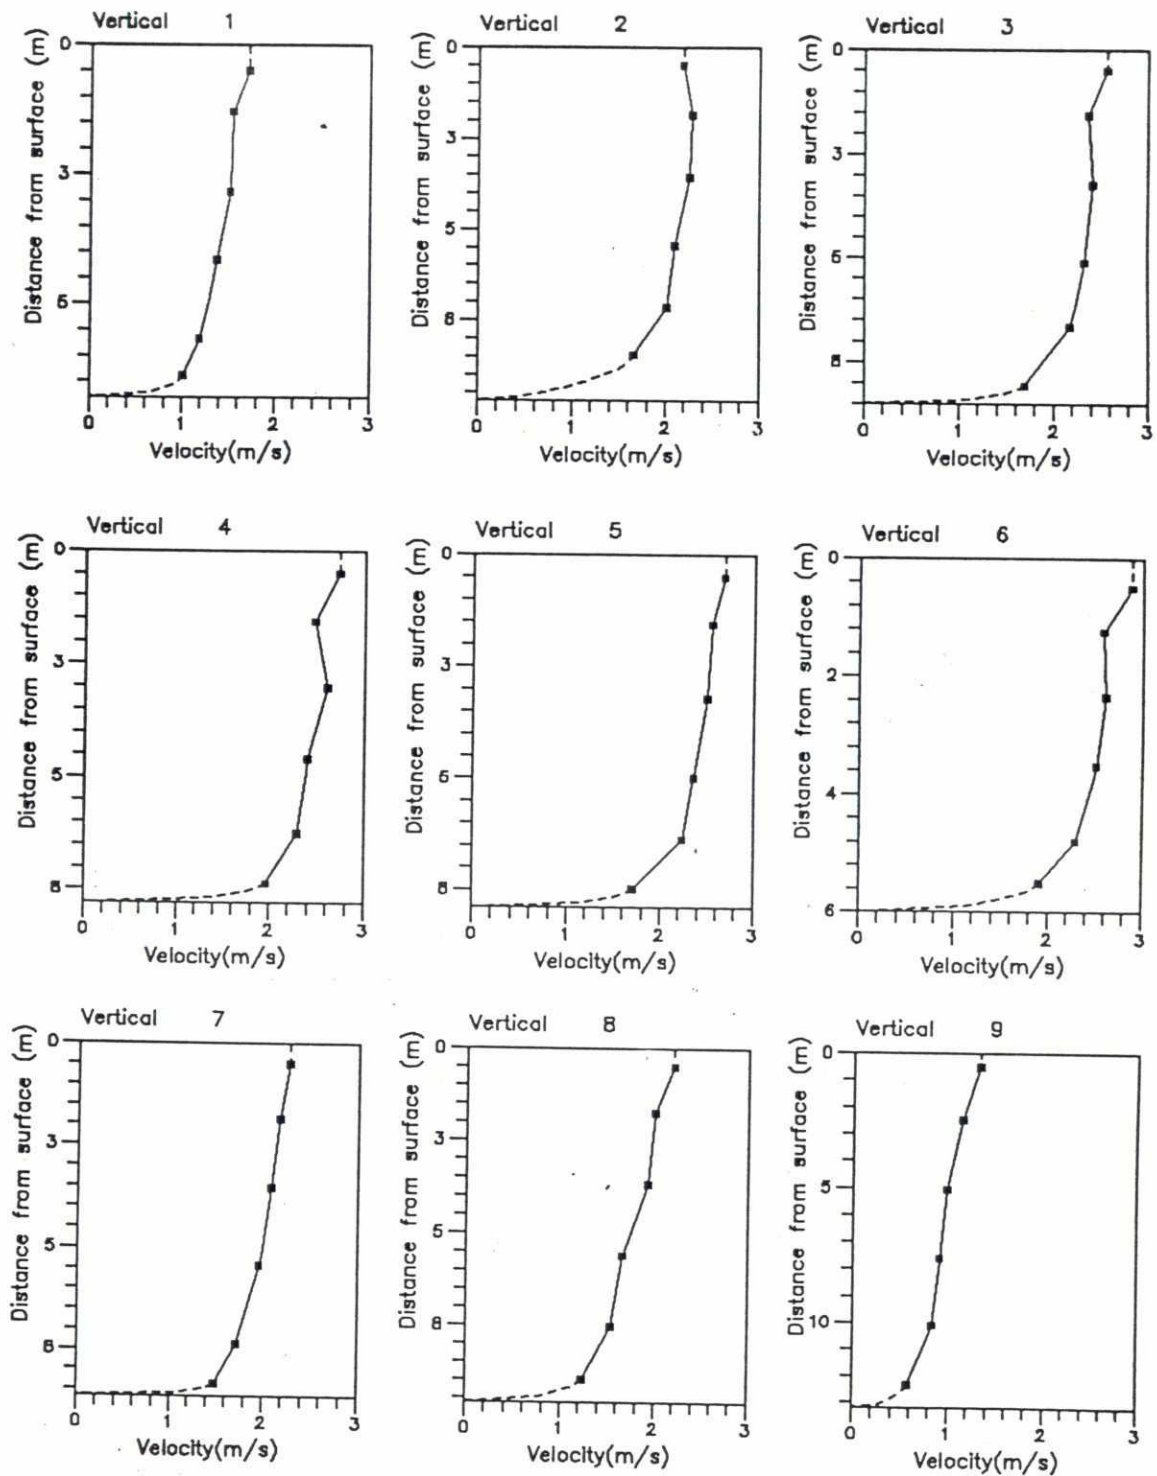 Vertical 1
Distance from surface (m)
0
3
5
0 1 2 3
Velocity(m/s)
Vertical 2
Distance from surface (m)
0
3
5
8
0 1 2 3
Velocity(m/s)
Vertical 3
Distance from surface (m)
0
3
5
8
0 1 2 3
Velocity(m/s)
Vertical 4
Distance from surface (m)
0
3
5
8
0 1 2 3
Velocity(m/s)
Vertical 5
Distance from surface (m)
0
3
5
8
0 1 2 3
Velocity(m/s)
Vertical 6
Distance from surface (m)
0
2
4
6
0 1 2 3
Velocity(m/s)
Vertical 7
Distance from surface (m)
0
3
5
8
0 1 2 3
Velocity(m/s)
Vertical 8
Distance from surface (m)
0
3
5
8
0 1 2 3
Velocity(m/s)
Vertical 9
Distance from surface (m)
0
5
10
0 1 2 3
Velocity(m/s)